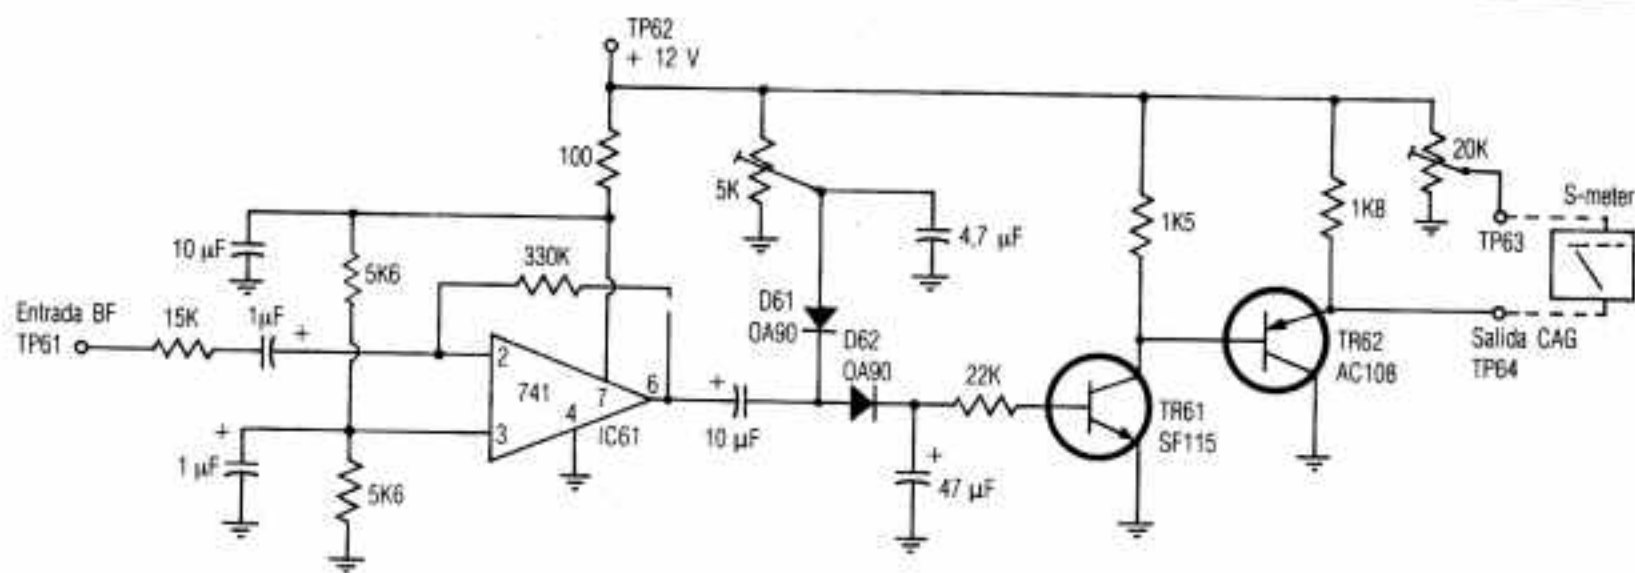 TP62
+ 12 V
100
5K
20K
S-meter
10 µF
5K6
330K
4,7 µF
1K5
1K8
TP63
Entrada BF
TP61
15K
1µF
+
D61
OA90
D62
OA90
2
741
7
6
4
3
IC61
+
10 µF
22K
TR61
SF115
TR62
AC108
Salida CAG
TP64
+
1 µF
5K6
+
47 µF